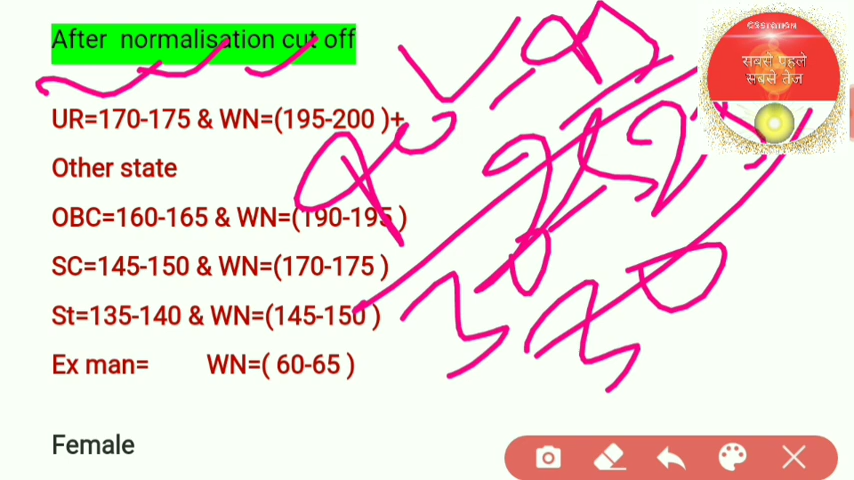 After normalisation cut off
सबसे पहले
सबसे तेज
UR=170-175 & WN=(195-200 )+
Other state
OBC=160-165 & WN=(190-195 )
SC=145-150 & WN=(170-175 )
St=135-140 & WN=(145-150 )
Ex man= WN=( 60-65 )
Female